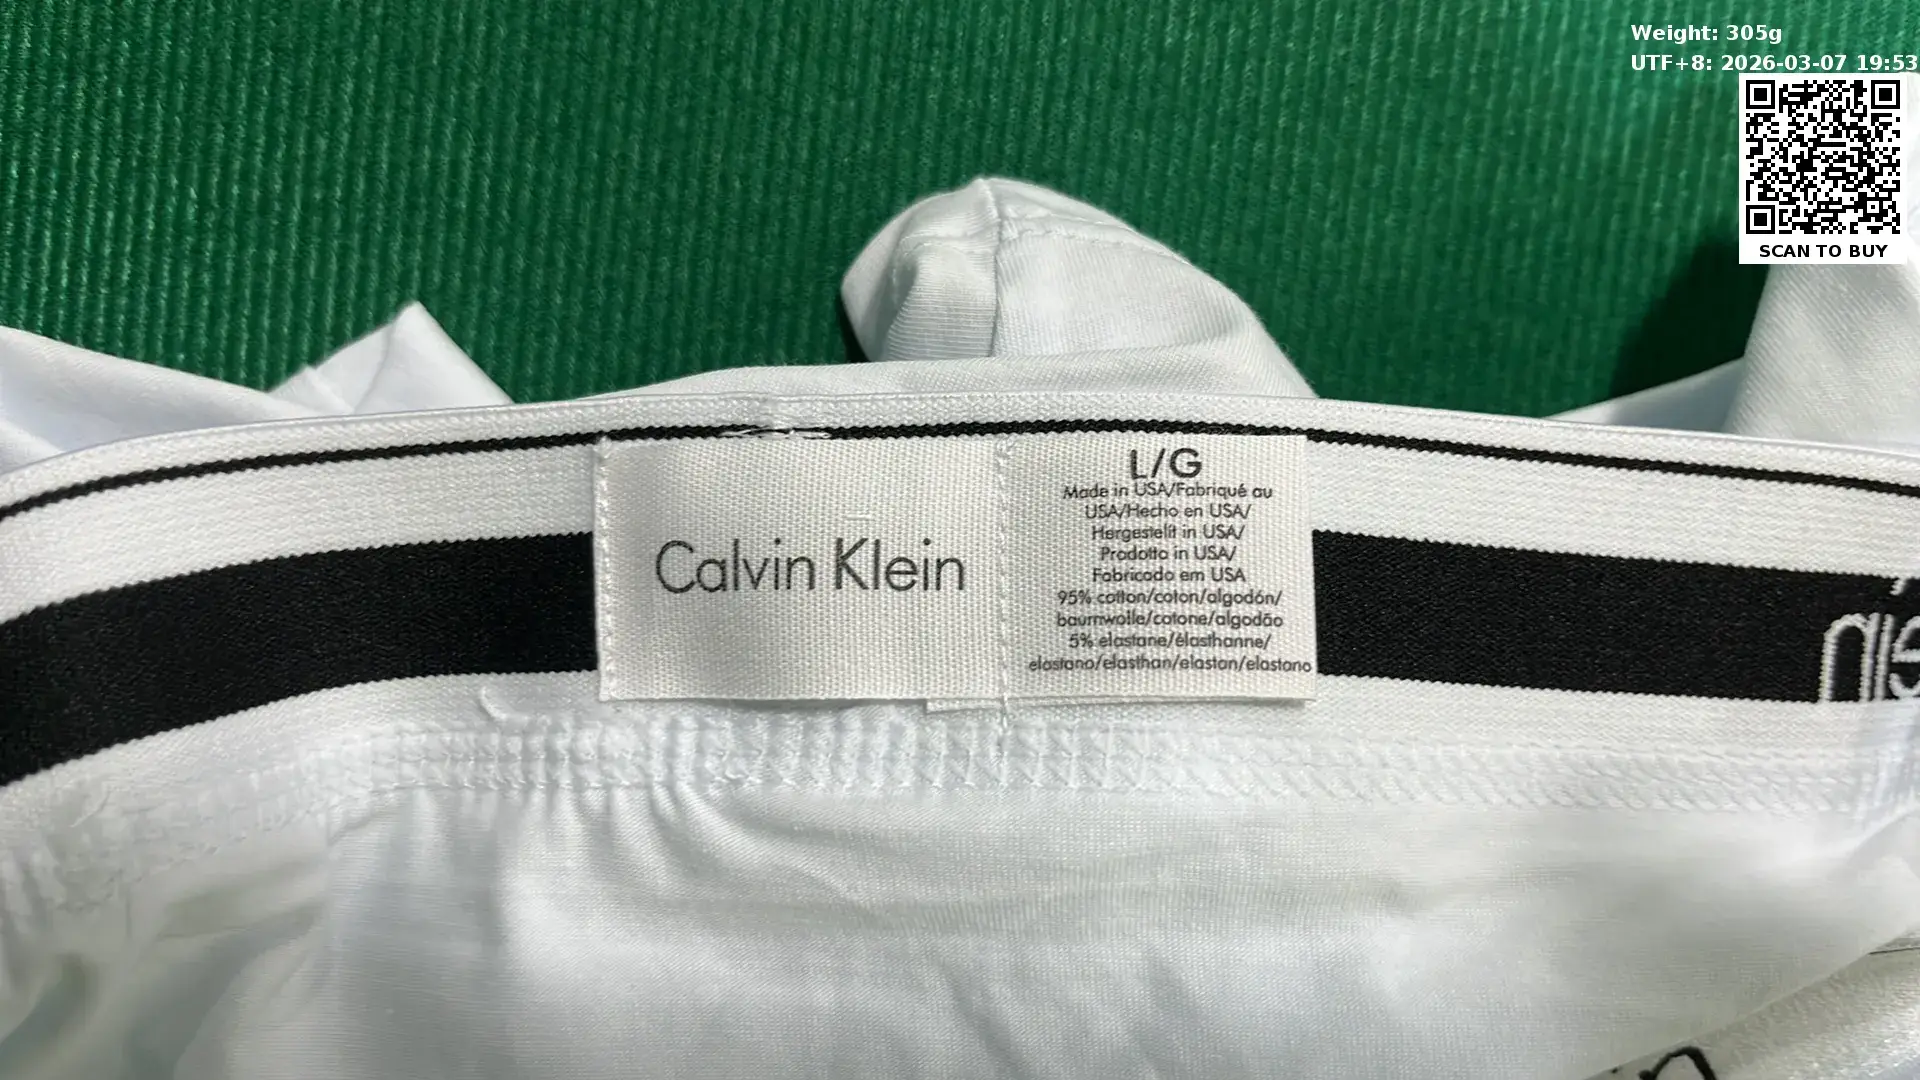 Weight: 305g
UTF+8: 2026-03-07 19:53
SCAN TO BUY
Calvin Klein
L/G
Made in USA/Fabriqué au
USA/Hecho en USA/
Hergestellt in USA/
Prodotto in USA/
Fabricado em USA
95% cotton/coton/algodón/
baumwolle/cotone/algodão
5% elastane/élasthanne/
elastano/elasthan/elastan/elastano